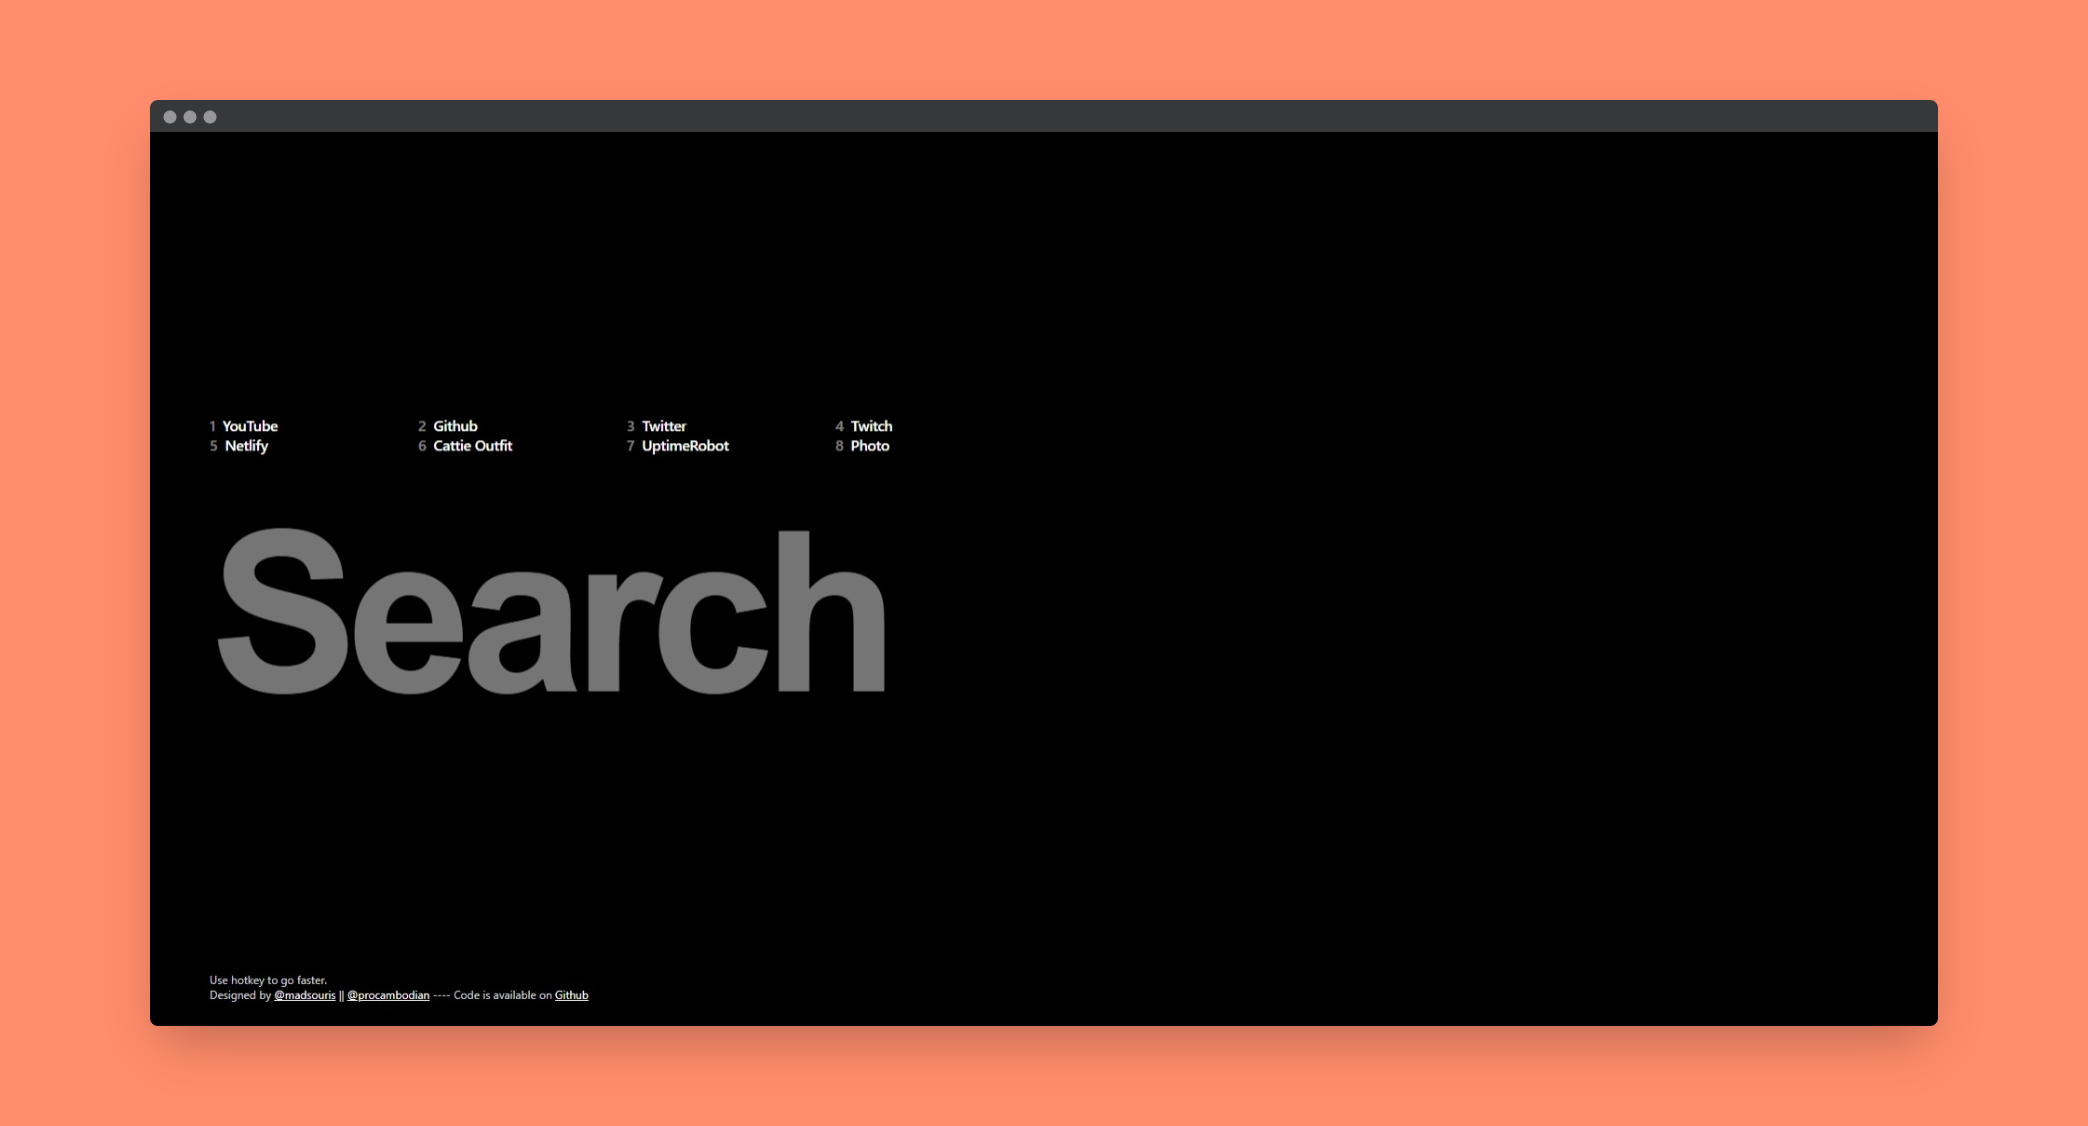 1 YouTube 2 Github 3 Twitter 4 Twitch
5 Netlify 6 Cattie Outfit 7 UptimeRobot 8 Photo
Search
Use hotkey to go faster.
Designed by @madsouris || @procambodian ---- Code is available on Github